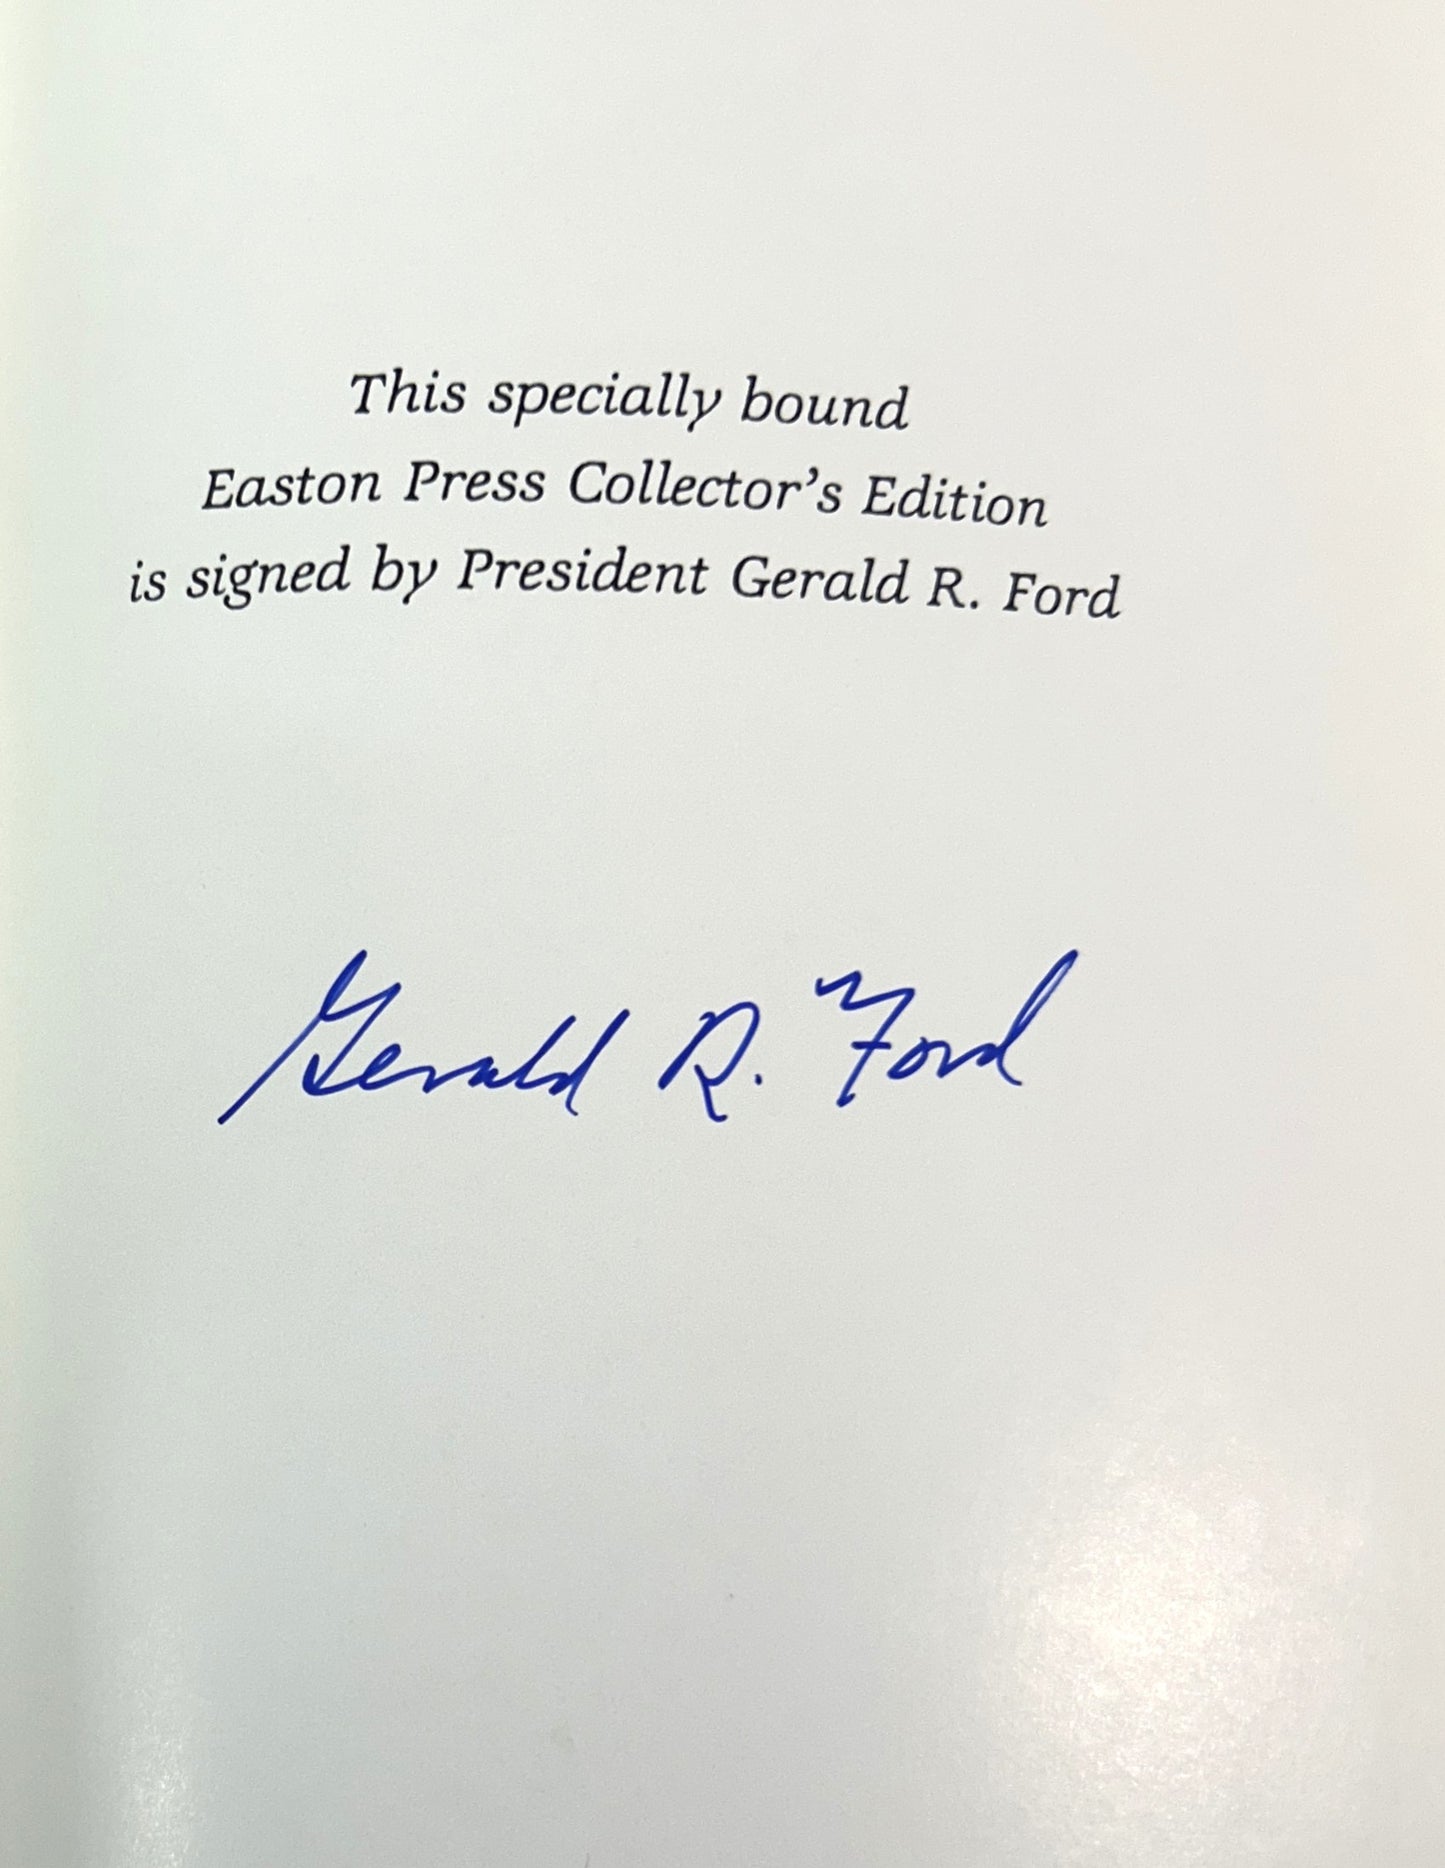 This specially bound
Easton Press Collector's Edition
is signed by President Gerald R. Ford
Gerald R. Ford